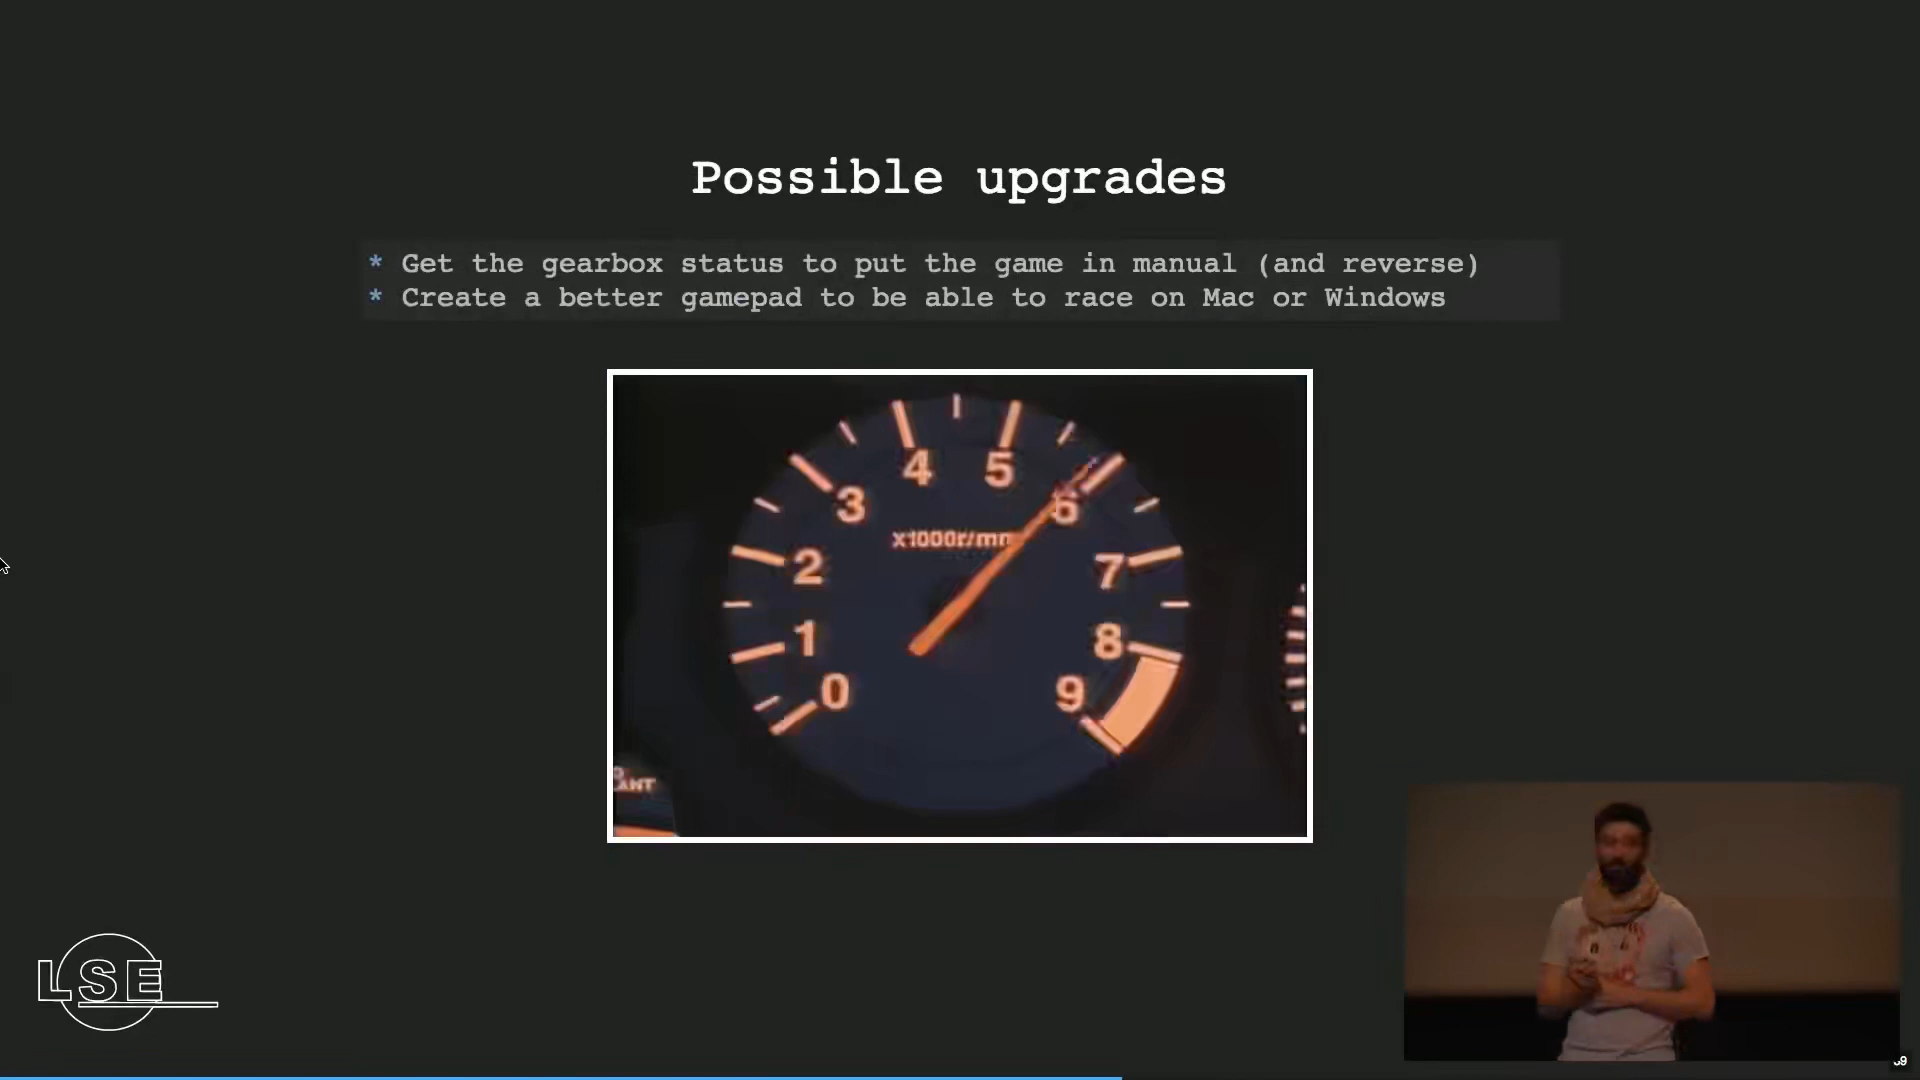 Possible upgrades
* Get the gearbox status to put the game in manual (and reverse)
* Create a better gamepad to be able to race on Mac or Windows
4 5
3 6
x1000r/min
2 7
1 8
0 9
LSE